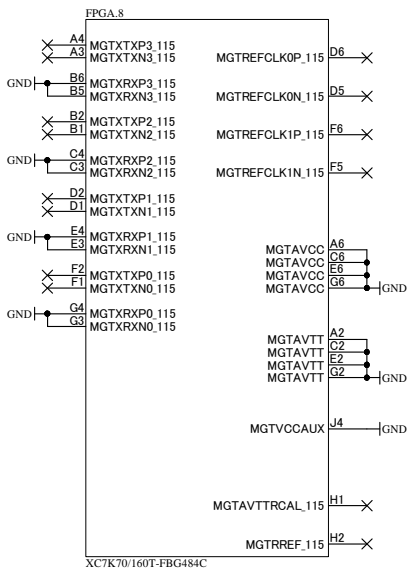 FPGA.8
A4 MGTXTXP3_115
A3 MGTXTXN3_115
GND B6 MGTXRXP3_115
B5 MGTXRXN3_115
B2 MGTXTXP2_115
B1 MGTXTXN2_115
GND C4 MGTXRXP2_115
C3 MGTXRXN2_115
D2 MGTXTXP1_115
D1 MGTXTXN1_115
GND E4 MGTXRXP1_115
E3 MGTXRXN1_115
F2 MGTXTXP0_115
F1 MGTXTXN0_115
GND G4 MGTXRXP0_115
G3 MGTXRXN0_115
MGTREFCLK0P_115 D6
MGTREFCLK0N_115 D5
MGTREFCLK1P_115 F6
MGTREFCLK1N_115 F5
MGTAVCC A6
MGTAVCC C6
MGTAVCC E6
MGTAVCC G6 GND
MGTAVTT A2
MGTAVTT C2
MGTAVTT E2
MGTAVTT G2 GND
MGTVCCAUX J4 GND
MGTAVTTRCAL_115 H1
MGTRREF_115 H2
XC7K70/160T-FBG484C